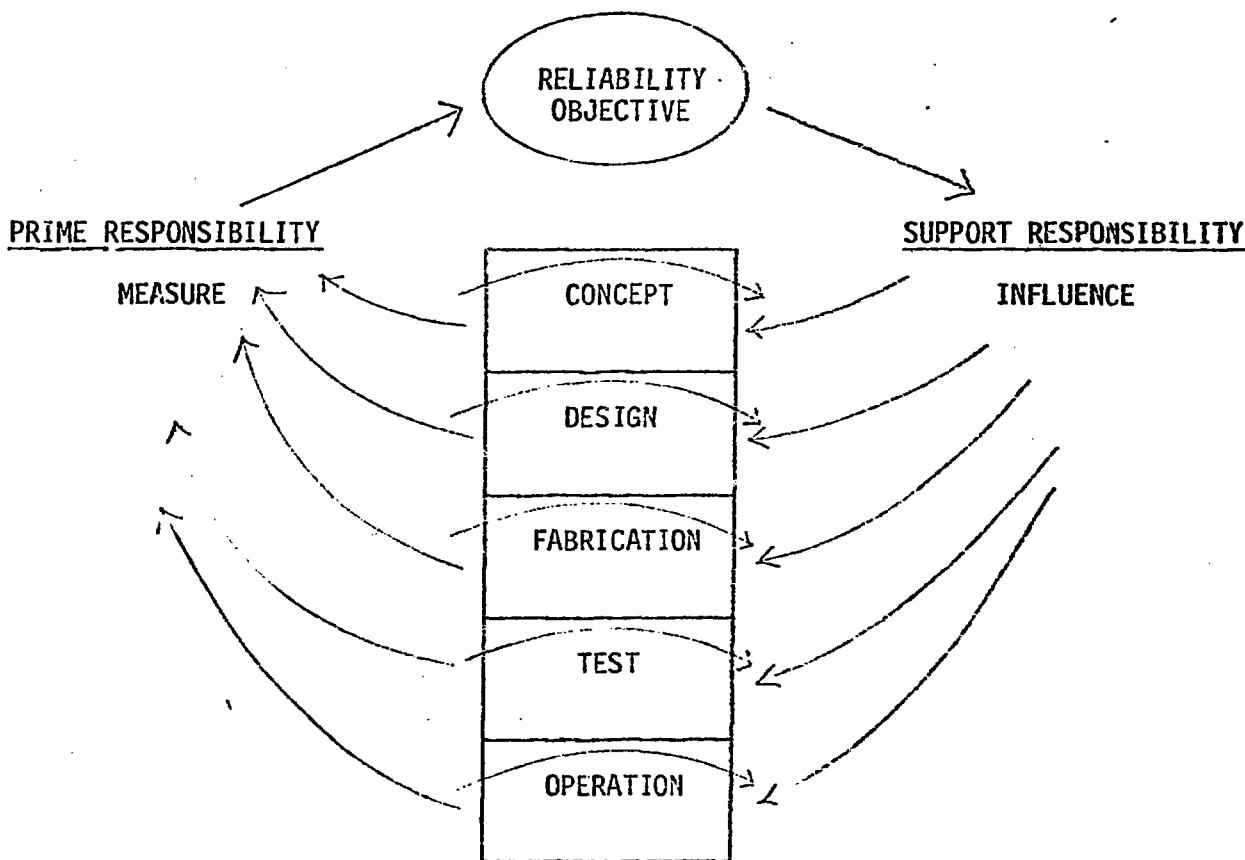 RELIABILITY
OBJECTIVE
PRIME RESPONSIBILITY
SUPPORT RESPONSIBILITY
MEASURE
CONCEPT
INFLUENCE
DESIGN
FABRICATION
TEST
OPERATION